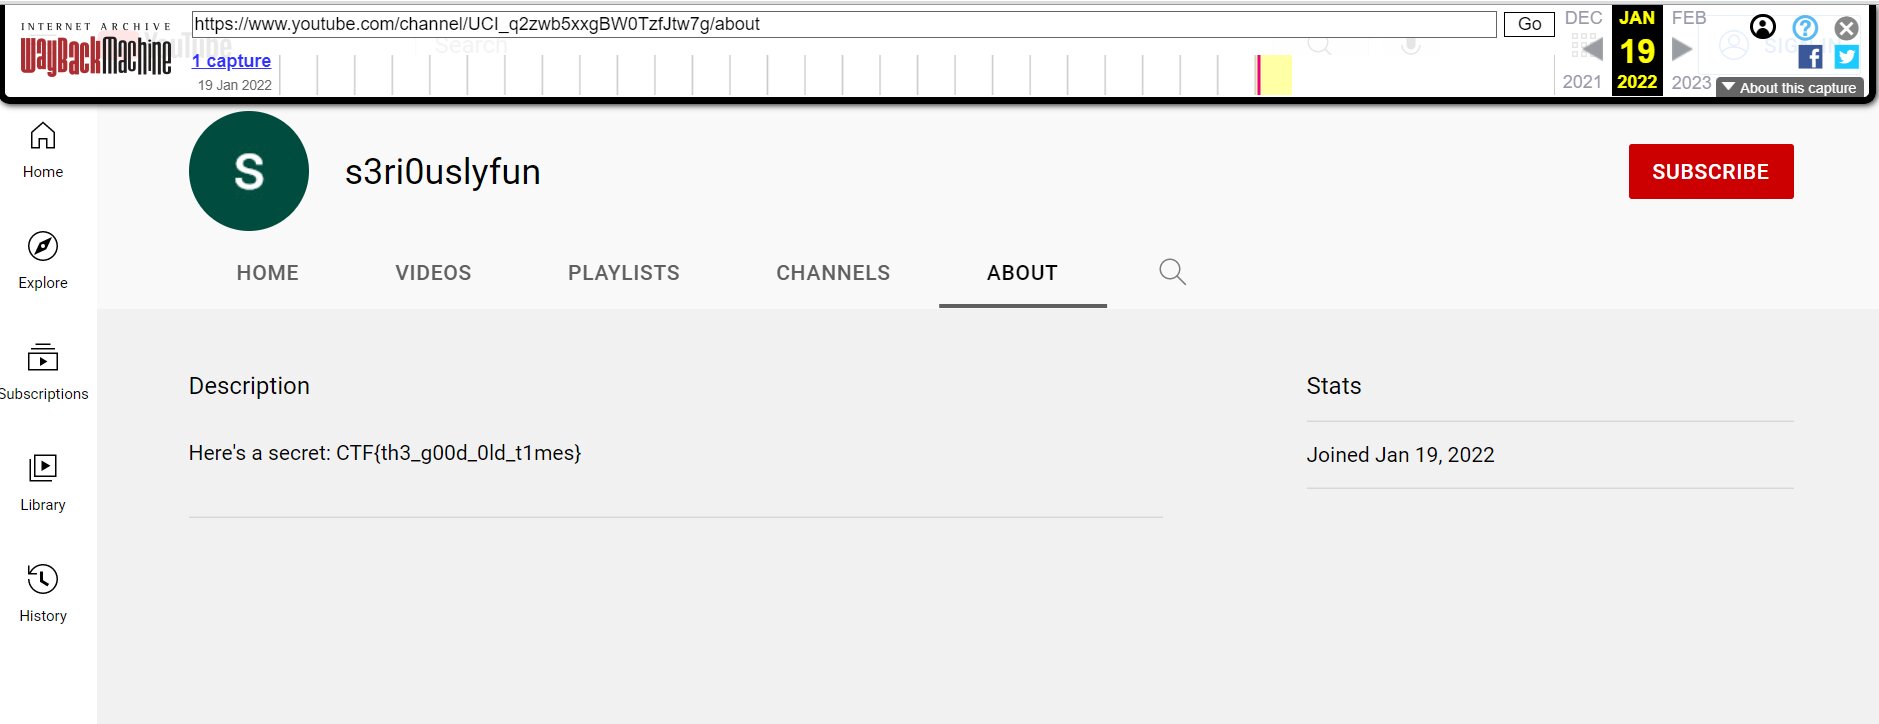 INTERNET ARCHIVE
WayBackMachine
https://www.youtube.com/channel/UCI_q2zwb5xxgBW0TzfJtw7g/about
Go
1 capture
19 Jan 2022
DEC JAN FEB
19
2021 2022 2023
About this capture
YouTube
Search
Home
Explore
Subscriptions
Library
History
S
s3ri0uslyfun
SUBSCRIBE
HOME VIDEOS PLAYLISTS CHANNELS ABOUT
Description
Here's a secret: CTF{th3_g00d_0ld_t1mes}
Stats
Joined Jan 19, 2022